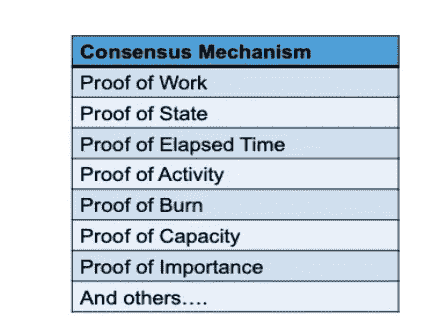 Consensus Mechanism
Proof of Work
Proof of State
Proof of Elapsed Time
Proof of Activity
Proof of Burn
Proof of Capacity
Proof of Importance
And others....